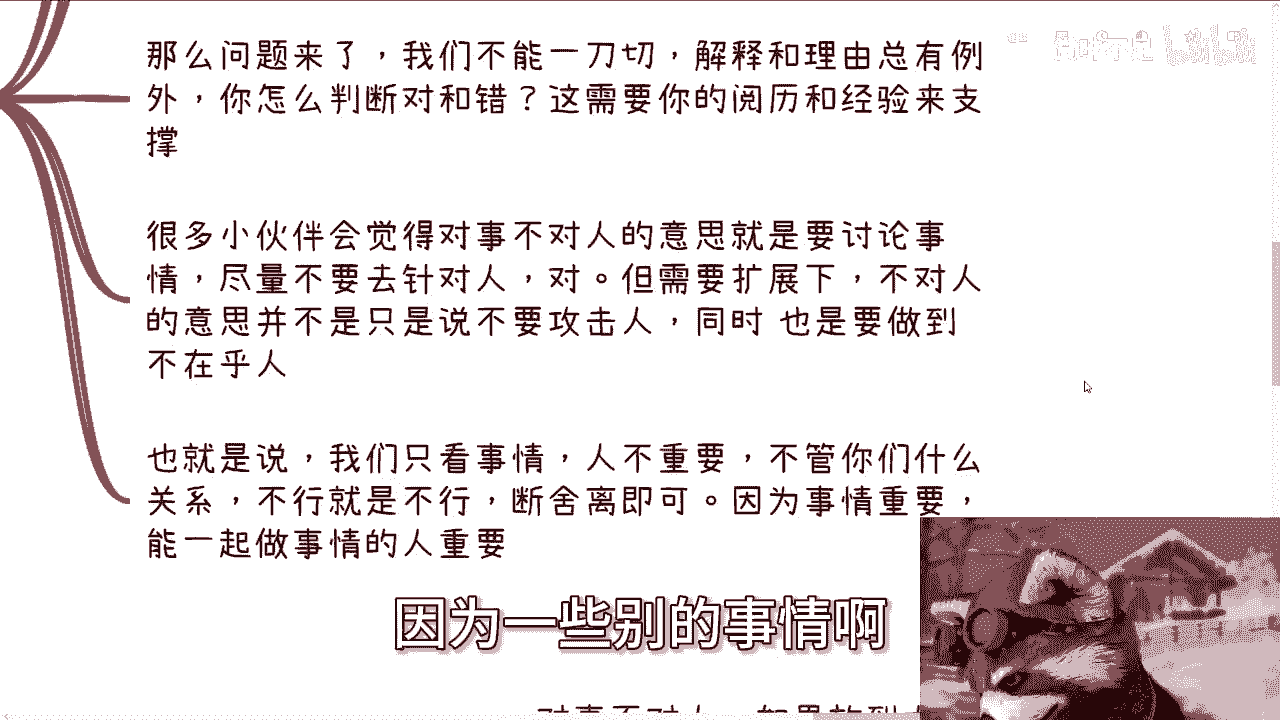 那么问题来了，我们不能一刀切，解释和理由总有例
外，你怎么判断对和错？这需要你的阅历和经验来支
撑
很多小伙伴会觉得对事不对人的意思就是要讨论事
情，尽量不要去针对人，对。但需要扩展下，不对人
的意思并不是只是说不要攻击人，同时 也是要做到
不在乎人
也就是说，我们只看事情，人不重要，不管你们什么
关系，不行就是不行，断舍离即可。因为事情重要，
能一起做事情的人重要
因为一些别的事情啊